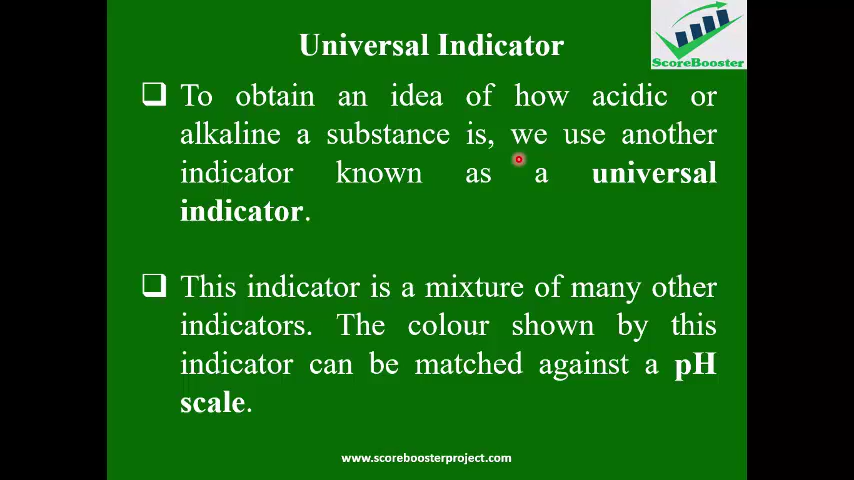 Universal Indicator
ScoreBooster
To obtain an idea of how acidic or
alkaline a substance is, we use another
indicator known as a universal
indicator.
This indicator is a mixture of many other
indicators. The colour shown by this
indicator can be matched against a pH
scale.
www.scoreboosterproject.com